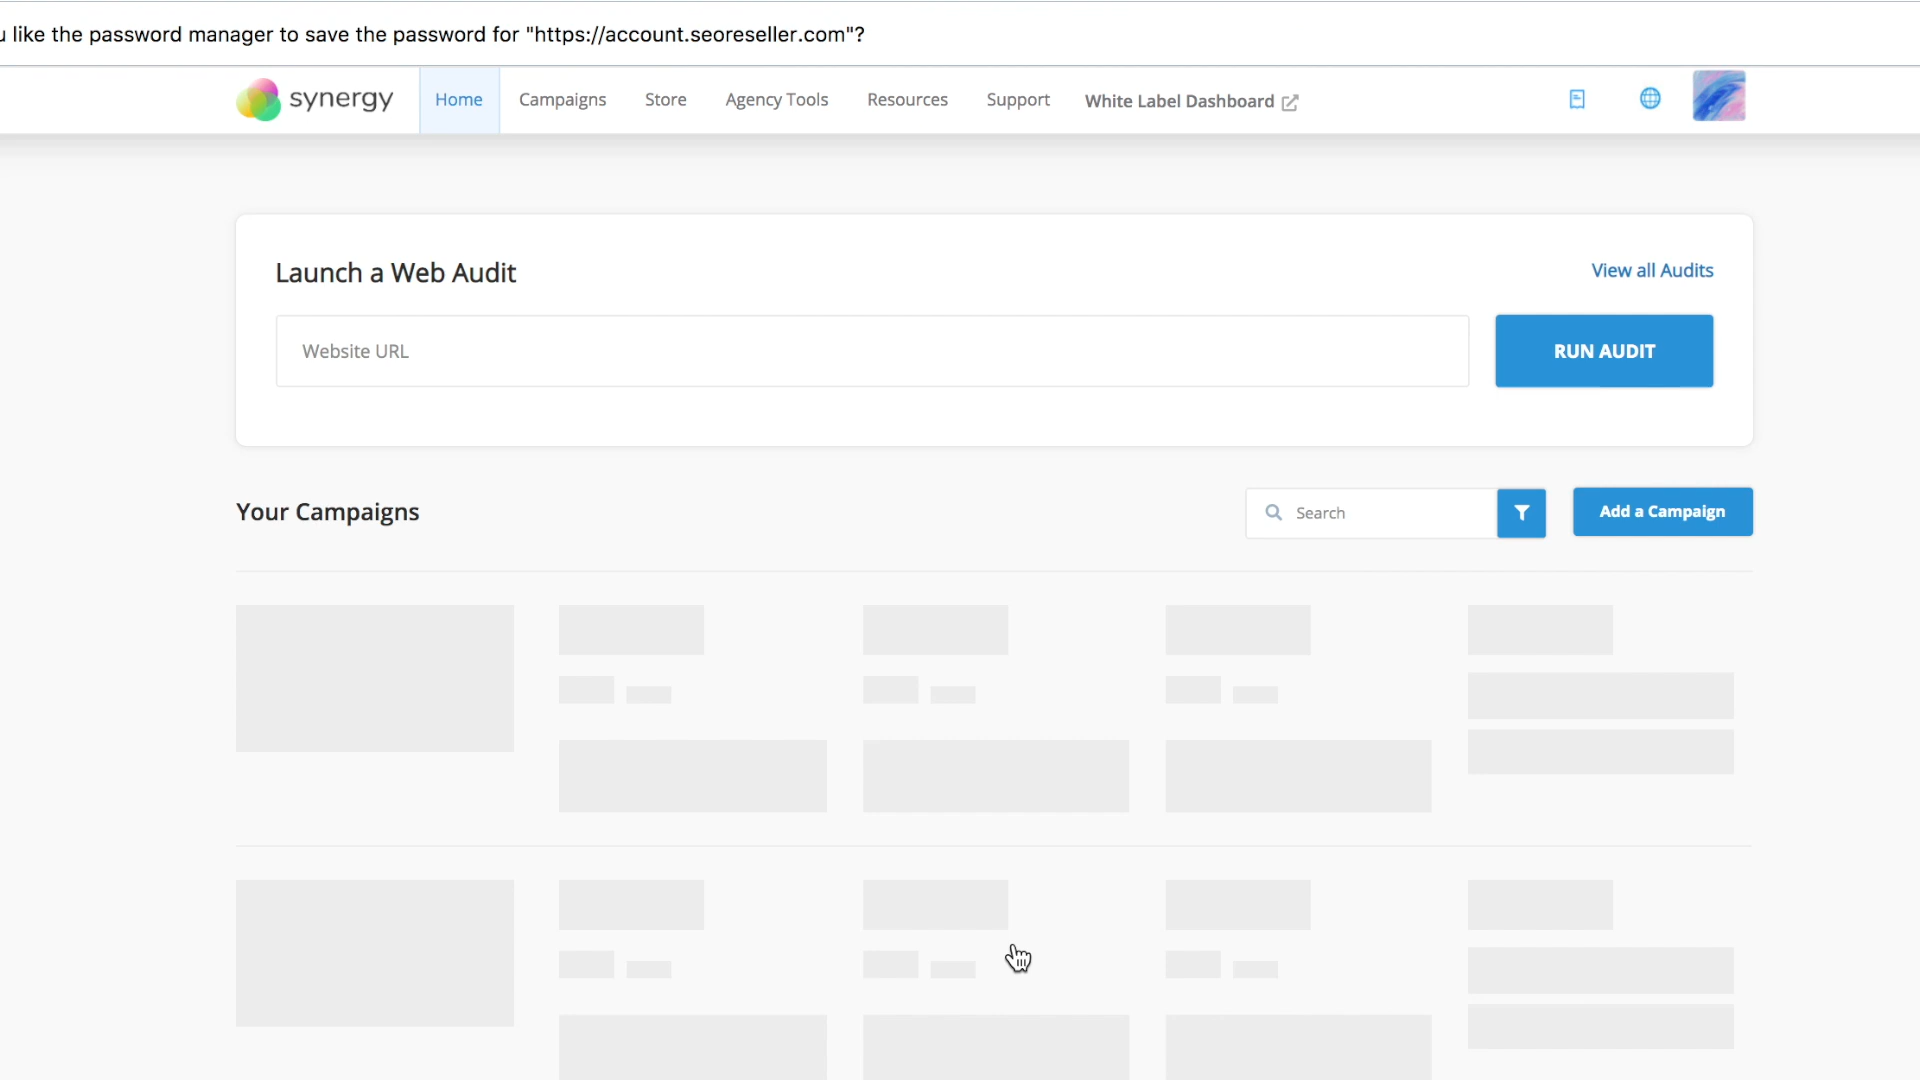 like the password manager to save the password for "https://account.seoreseller.com"?
synergy
Home
Campaigns
Store
Agency Tools
Resources
Support
White Label Dashboard
Launch a Web Audit
View all Audits
Website URL
RUN AUDIT
Your Campaigns
Search
Add a Campaign